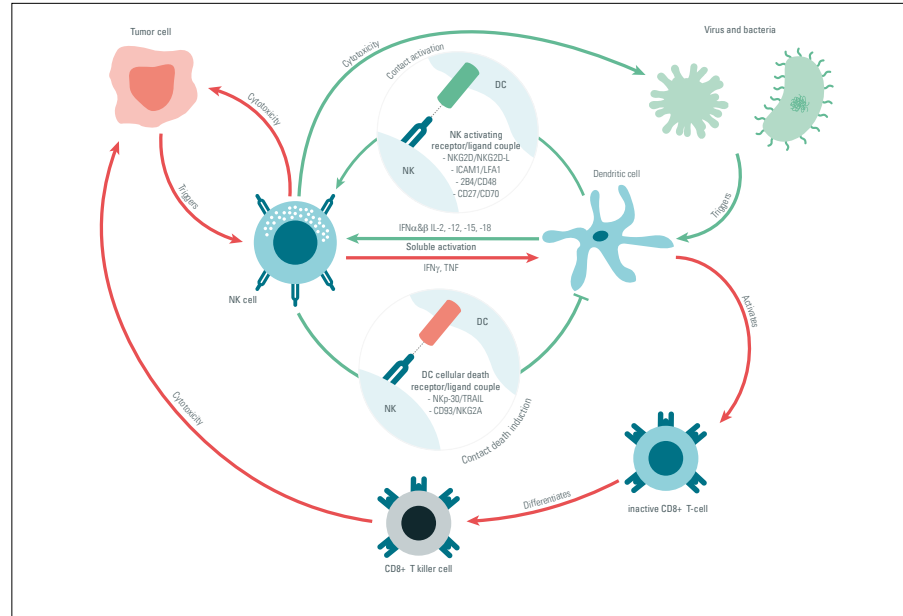 Tumor cell
Virus and bacteria
Cytotoxicity
Contact activation
DC
Cytotoxicity
NK activating
receptor/ligand couple
- NKG2D/NKG2D-L
- ICAM1/LFA1
- 2B4/CD48
- CD27/CD70
NK
Dendritic cell
Triggers
Triggers
IFNα&β IL-2, -12, -15, -18
Soluble activation
IFNγ, TNF
NK cell
DC
Activates
DC cellular death
receptor/ligand couple
- NKp-30/TRAIL
- CD93/NKG2A
NK
Contact death induction
Cytotoxicity
Differentiates
inactive CD8+ T-cell
CD8+ T killer cell